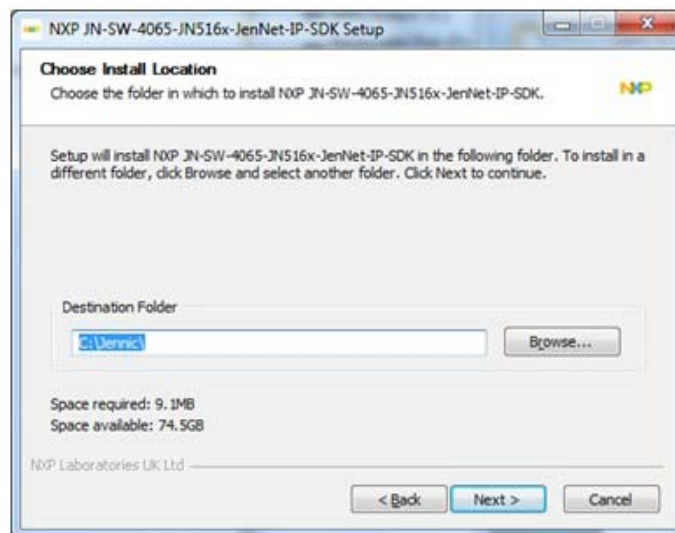 NXP JN-SW-4065-JN516x-JenNet-IP-SDK Setup
Choose Install Location
Choose the folder in which to install NXP JN-SW-4065-JN516x-JenNet-IP-SDK.
NXP
Setup will install NXP JN-SW-4065-JN516x-JenNet-IP-SDK in the following folder. To install in a
different folder, click Browse and select another folder. Click Next to continue.
Destination Folder
C:\Jennic\
Browse...
Space required: 9.1MB
Space available: 74.5GB
NXP Laboratories UK Ltd
< Back
Next >
Cancel